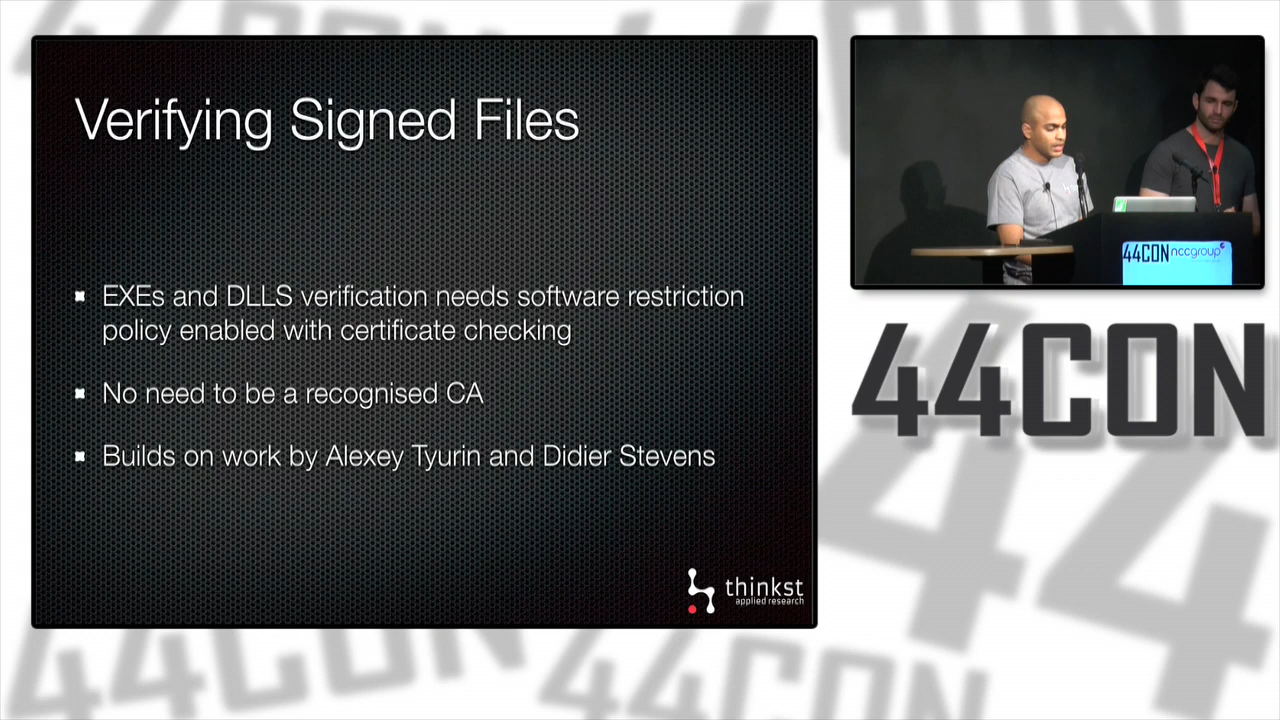 Verifying Signed Files
EXEs and DLLS verification needs software restriction
policy enabled with certificate checking
No need to be a recognised CA
Builds on work by Alexey Tyurin and Didier Stevens
thinkst
applied research
44CON nccgroup
44CON